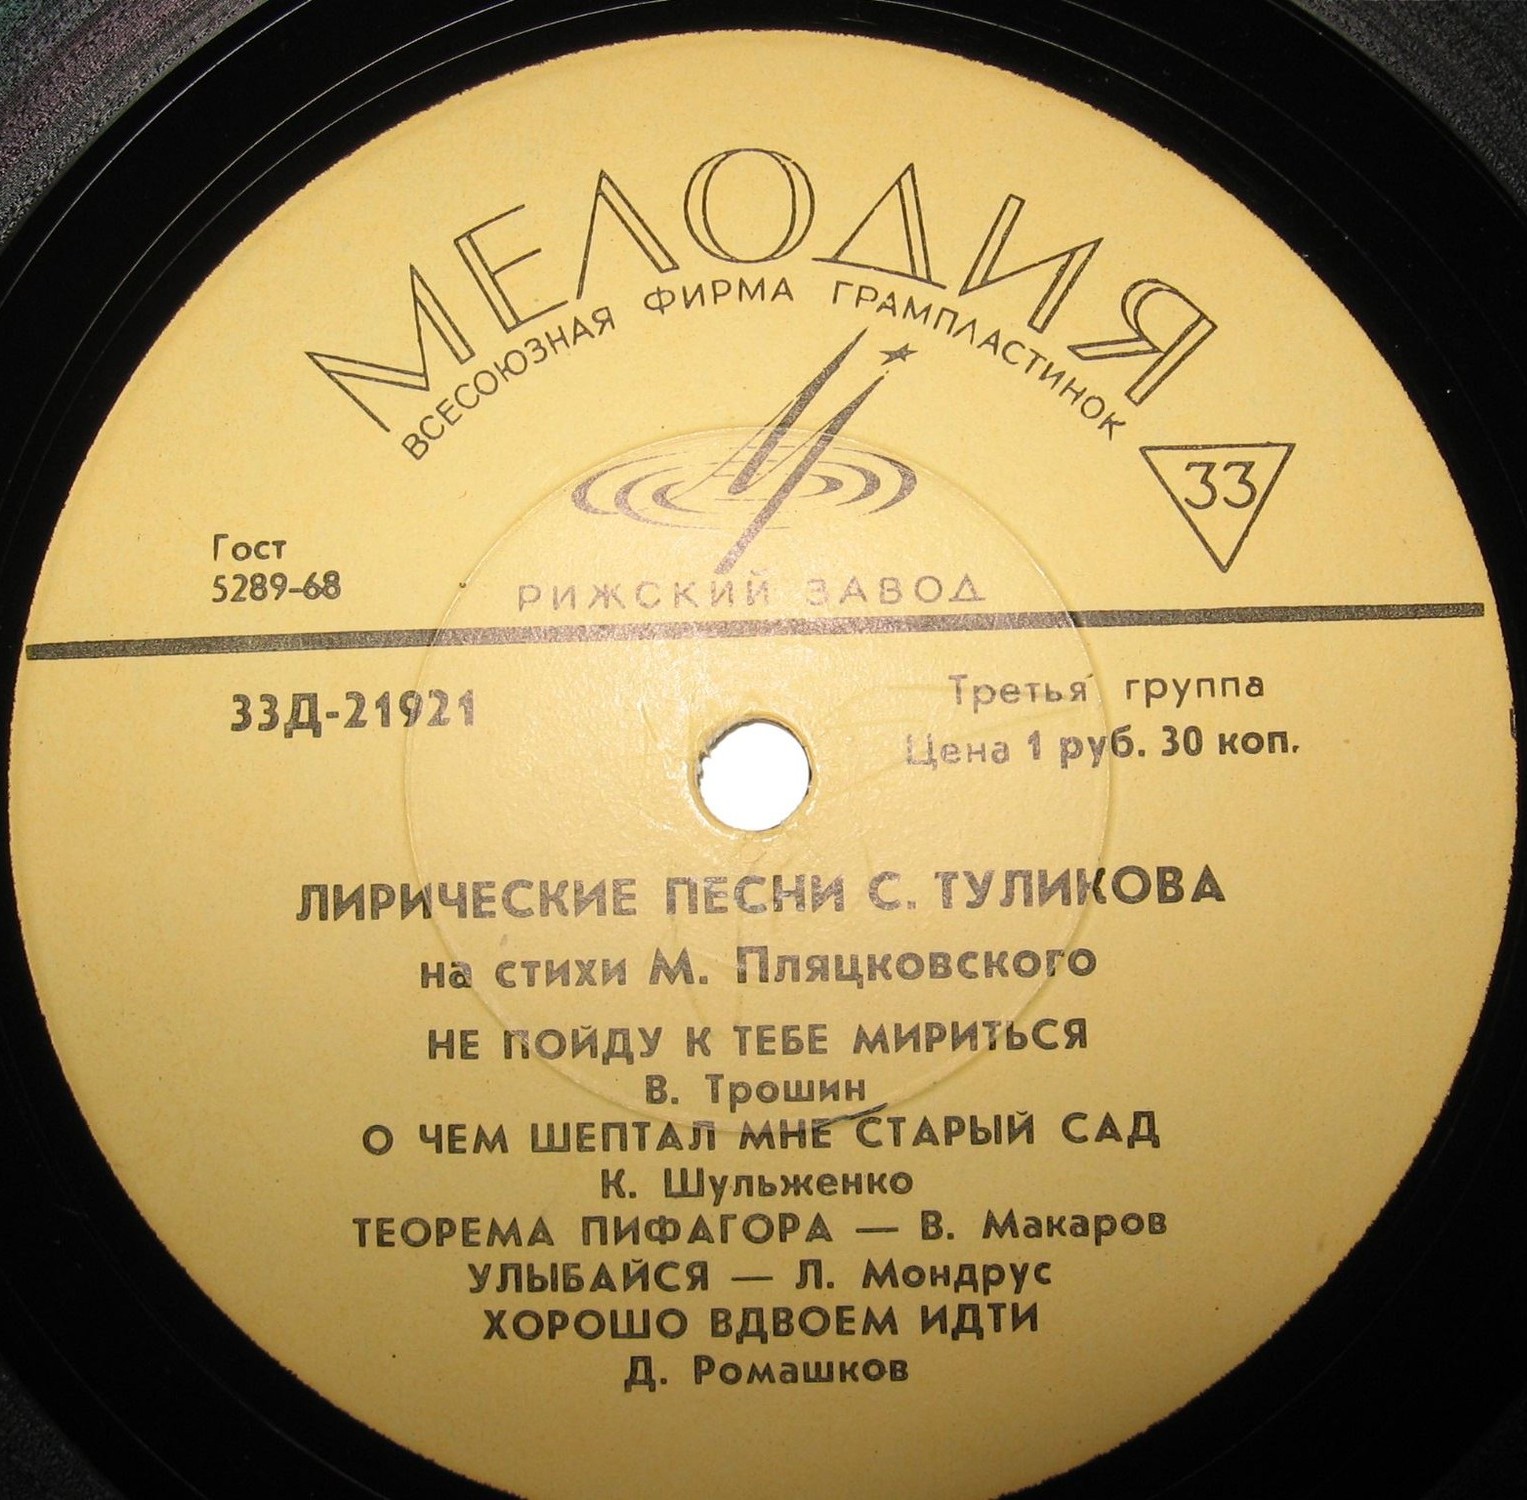 МЕЛОДИЯ
ВСЕСОЮЗНАЯ ФИРМА ГРАМПЛАСТИНОК
33
Гост
5289-68
РИЖСКИЙ ЗАВОД
33Д-21921
Третья группа
Цена 1 руб. 30 коп.
ЛИРИЧЕСКИЕ ПЕСНИ С. ТУЛИКОВА
на стихи М. Пляцковского
НЕ ПОЙДУ К ТЕБЕ МИРИТЬСЯ
В. Трошин
О ЧЕМ ШЕПТАЛ МНЕ СТАРЫЙ САД
К. Шульженко
ТЕОРЕМА ПИФАГОРА — В. Макаров
УЛЫБАЙСЯ — Л. Мондрус
ХОРОШО ВДВОЕМ ИДТИ
Д. Ромашков